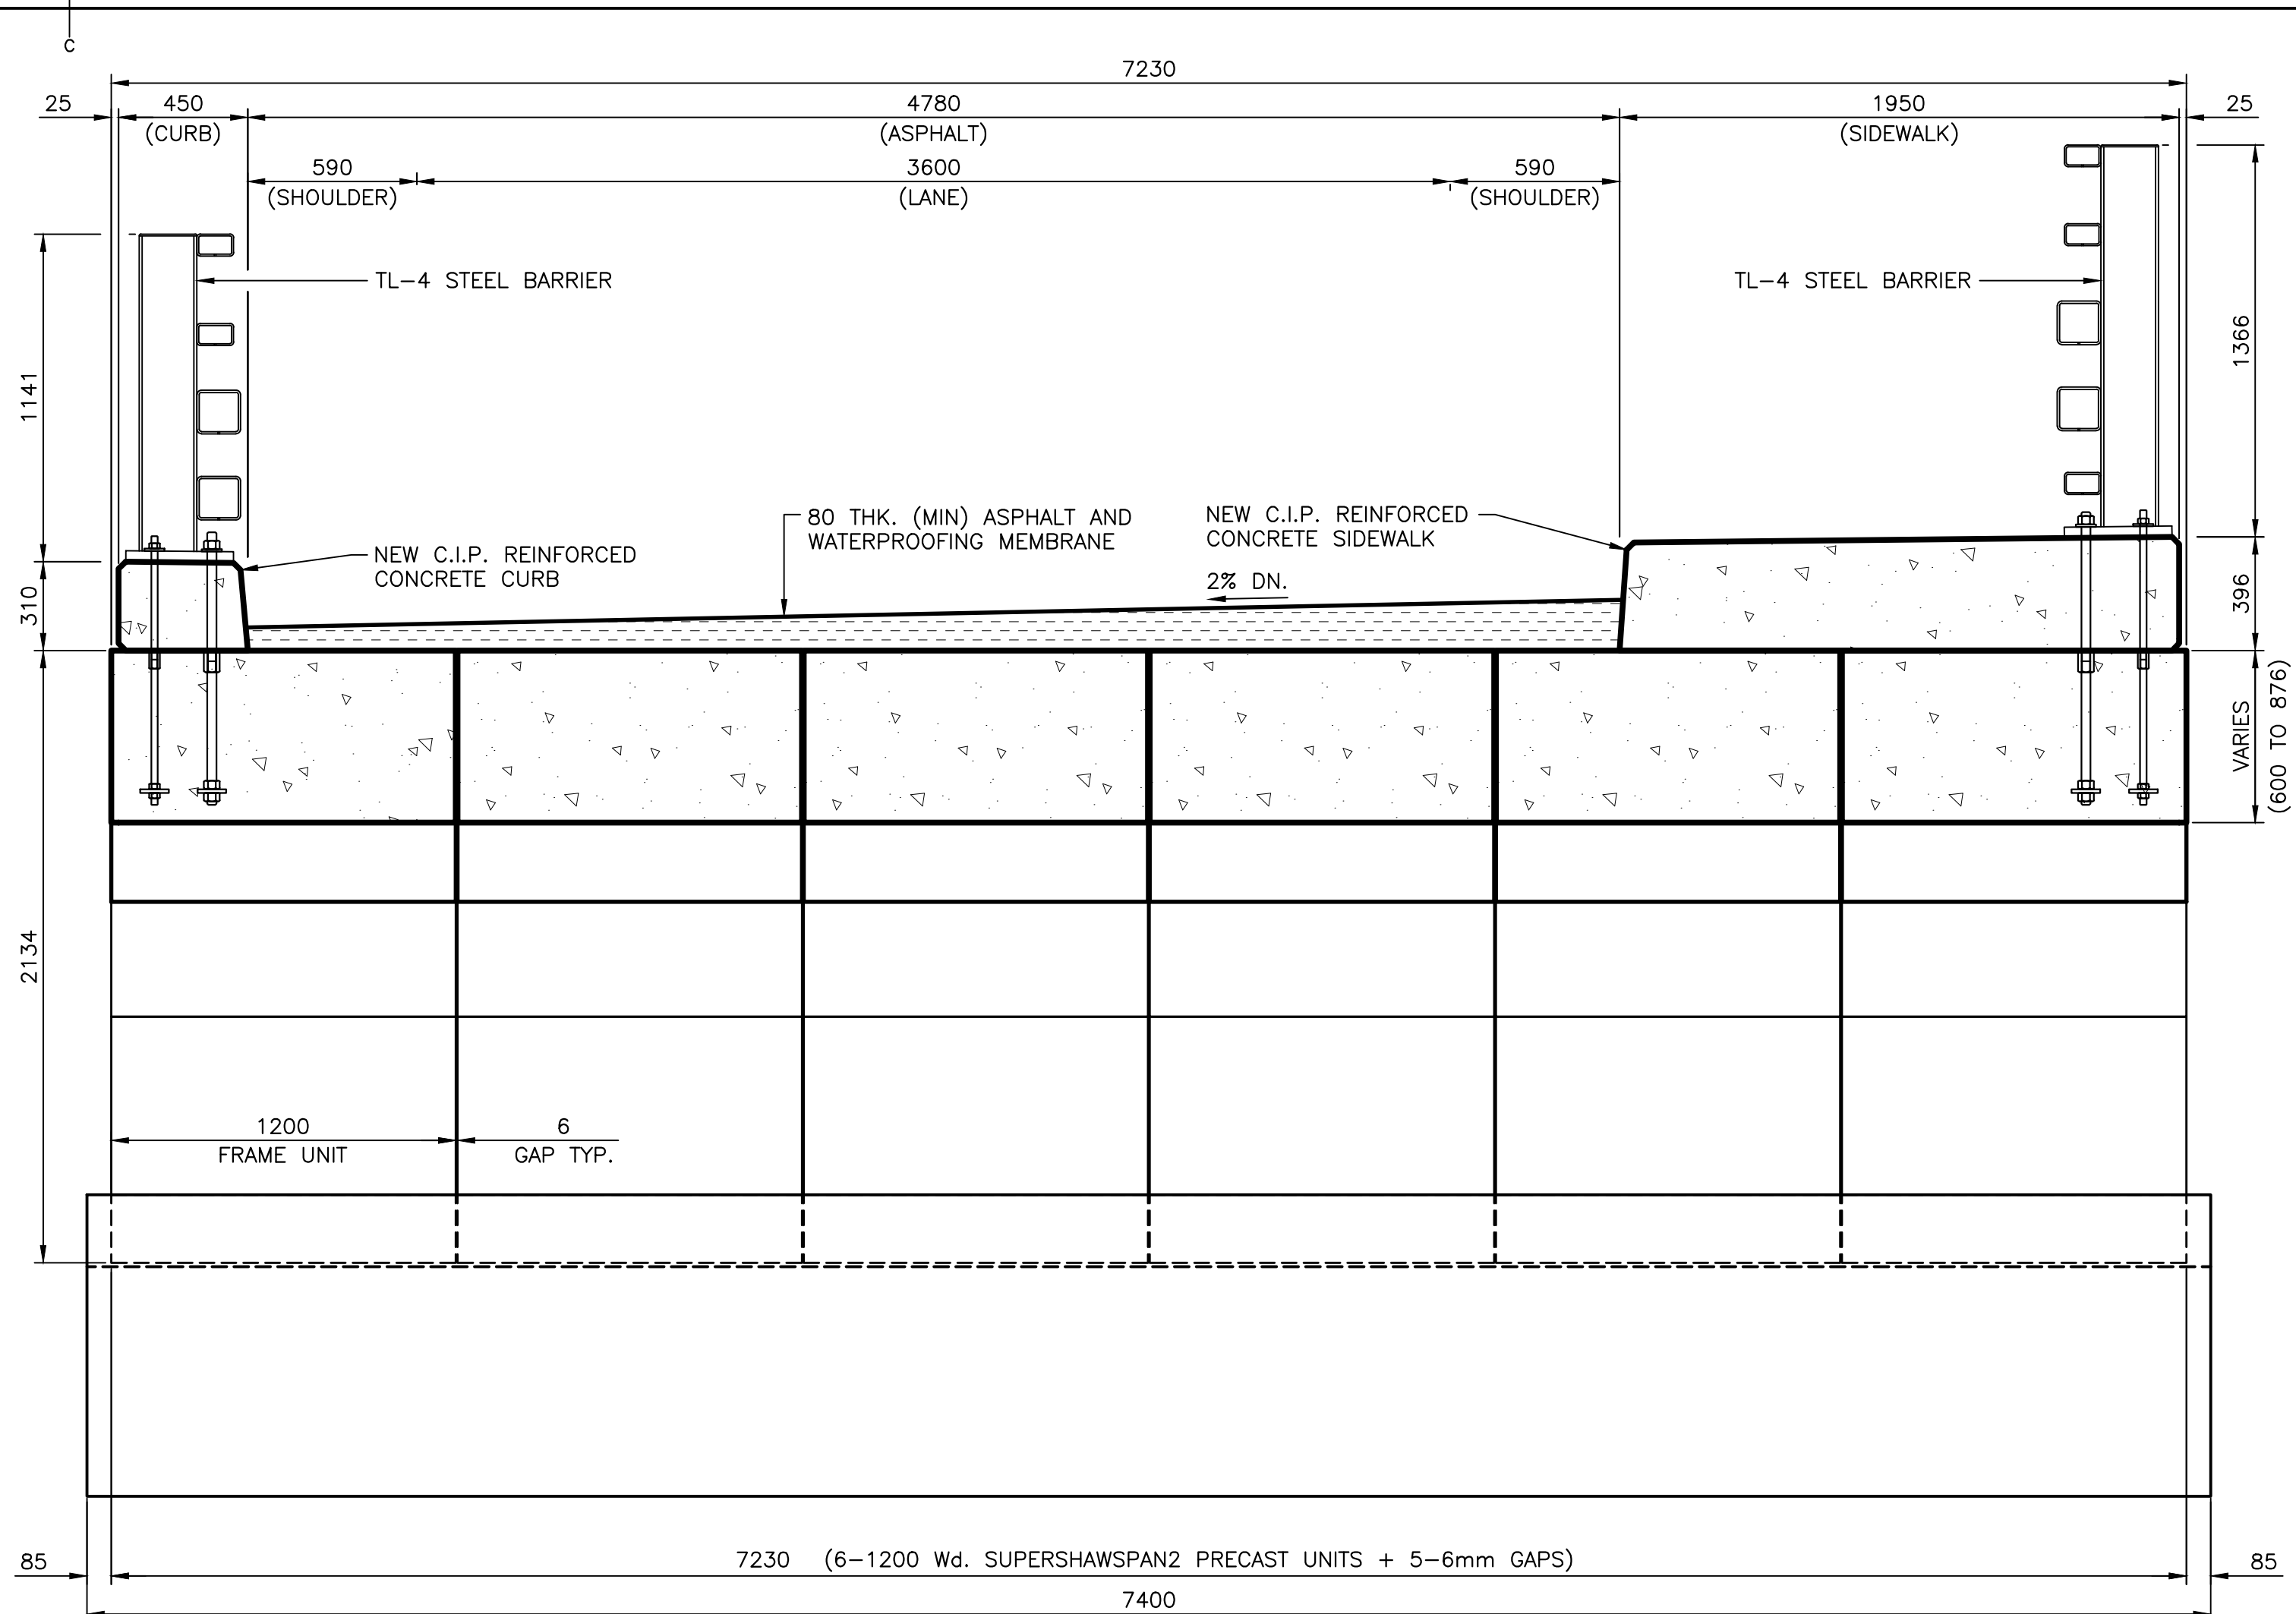 C
7230
25
450
(CURB)
4780
(ASPHALT)
1950
(SIDEWALK)
25
590
(SHOULDER)
3600
(LANE)
590
(SHOULDER)
TL-4 STEEL BARRIER
TL-4 STEEL BARRIER
1141
1366
80 THK. (MIN) ASPHALT AND
WATERPROOFING MEMBRANE
NEW C.I.P. REINFORCED
CONCRETE SIDEWALK
NEW C.I.P. REINFORCED
CONCRETE CURB
2% DN.
310
396
VARIES
(600 TO 876)
2134
1200
FRAME UNIT
6
GAP TYP.
85
7230 (6-1200 Wd. SUPERSHAWSPAN2 PRECAST UNITS + 5-6mm GAPS)
85
7400